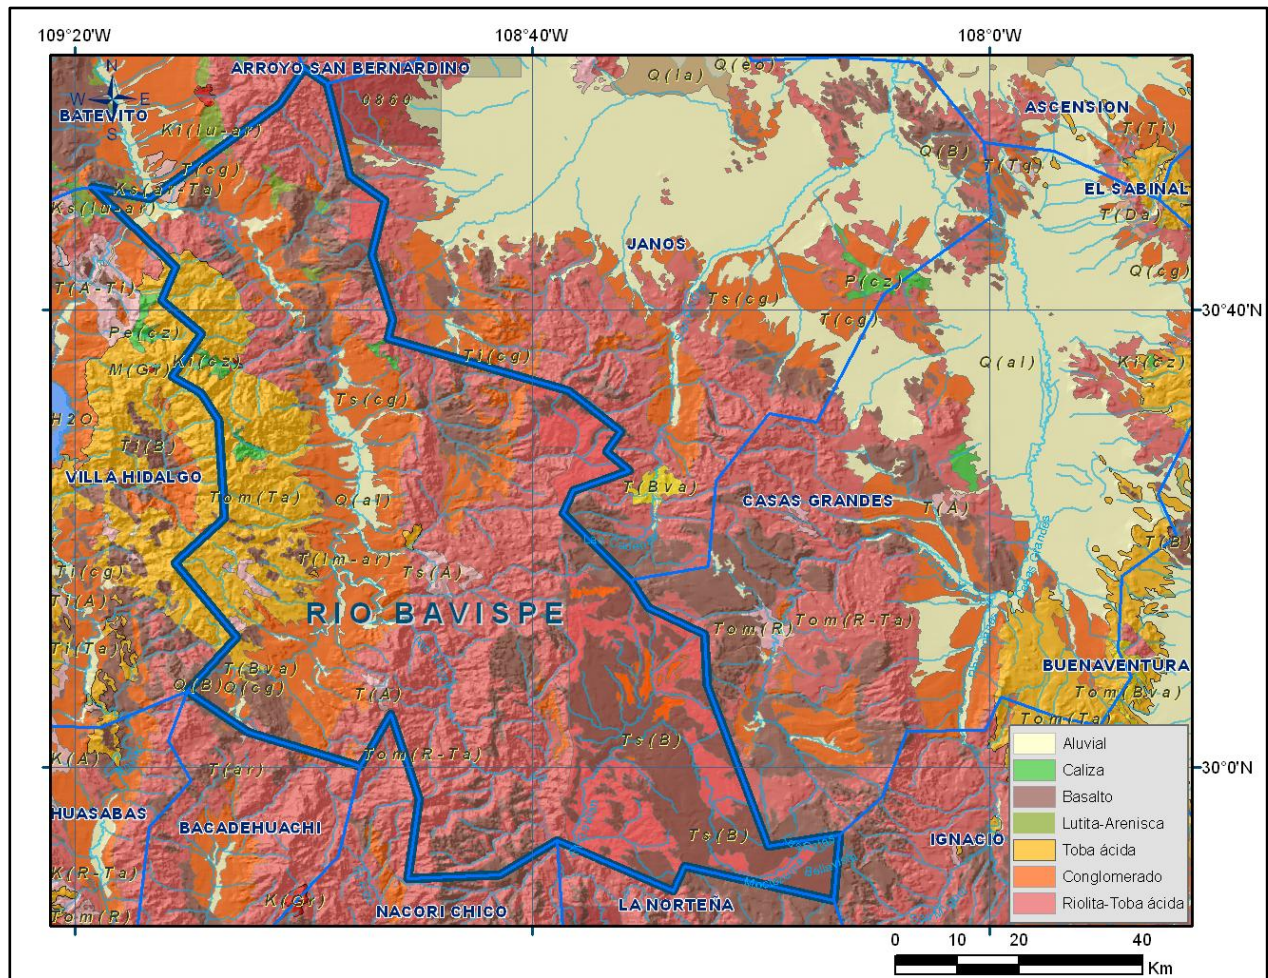 109°20'W
108°40'W
108°0'W
N
W
E
S
ARROYO SAN BERNARDINO
Q(la)
Q(eo)
0860
BATEVITO
ASCENSION
Ki(lu-ar)
T(Ti)
Q(B)
T(cg)
T(Tg)
Ks(ar-Ta)
EL SABINAL
Ks(lu-ar)
T(Da)
JANOS
Q(cg)
P(cz)
T(A-Ti)
Ts(cg)
30°40'N
T(cg)
Pe(cz)
Ti(cg)
Ki(cz)
Q(al)
Ki(cz)
M(Gr)
Ts(cg)
H2O
Ti(B)
VILLA HIDALGO
T(Bva)
Tom(Ta)
Q(al)
CASAS GRANDES
T(A)
T(B)
T(lm-ar)
Ti(cg)
Ts(A)
Ti(A)
RIO BAVISPE
Tom(R)
Tom(R-Ta)
Ti(Ta)
T(Bva)
BUENAVENTURA
Q(B)
Q(cg)
T(A)
Tom(Bva)
Tom(Ta)
Ts(B)
K(A)
Tom(R-Ta)
T(ar)
30°0'N
HUASABAS
BACADEHUACHI
Ts(B)
IGNACIO
K(R-Ta)
K(Gr)
Tom(R)
NACORI CHICO
LA NORTEÑA
Aluvial
Caliza
Basalto
Lutita-Arenisca
Toba ácida
Conglomerado
Riolita-Toba ácida
0 10 20 40
Km